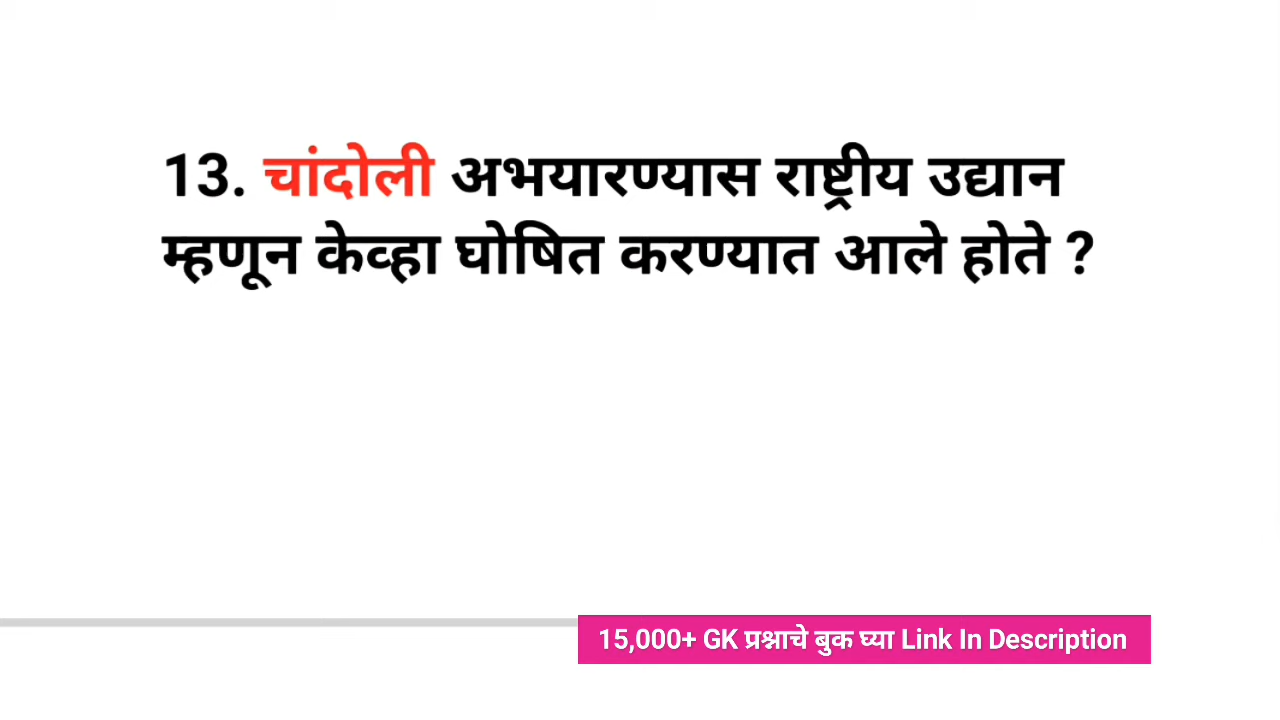 13. चांदोली अभयारण्यास राष्ट्रीय उद्यान
म्हणून केव्हा घोषित करण्यात आले होते ?
15,000+ GK प्रश्नाचे बुक घ्या Link In Description